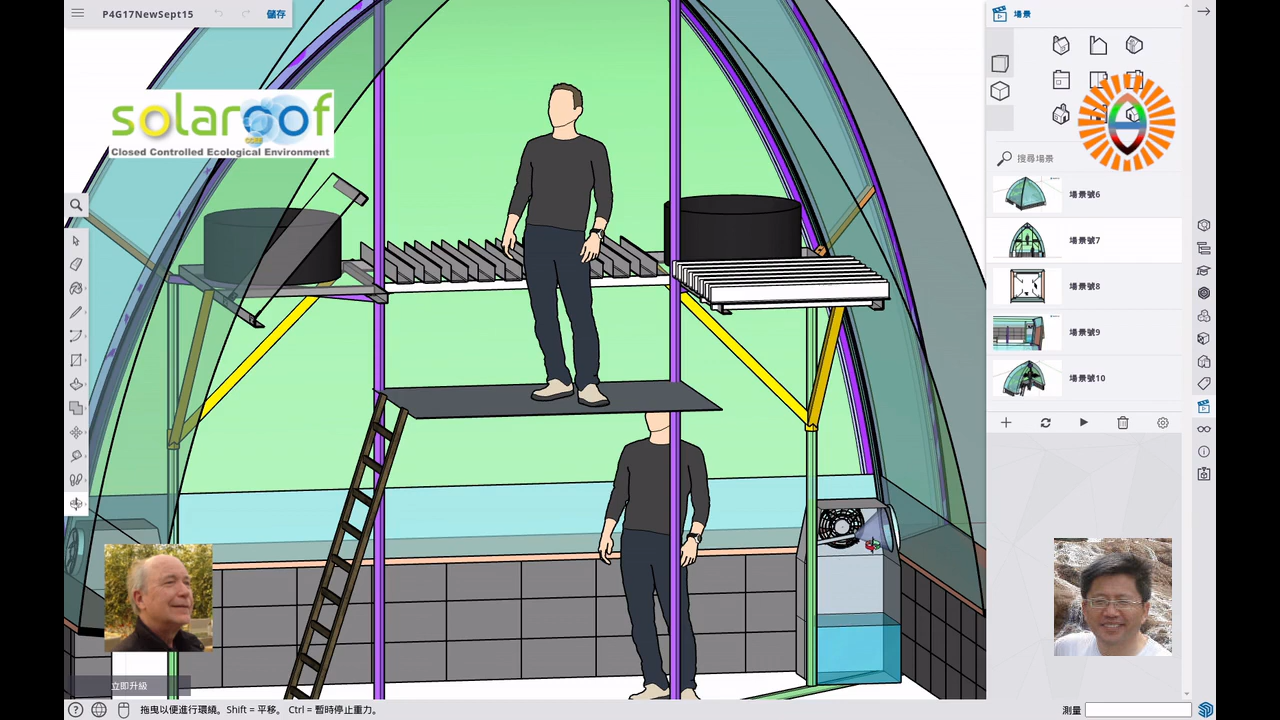 P4G17NewSept15
儲存
場景
solargoof
Closed Controlled Ecological Environment
搜尋場景
場景號6
場景號7
場景號8
場景號9
場景號10
立即升級
拖曳以便進行環繞。Shift = 平移。 Ctrl = 暫時停止重力。
測量